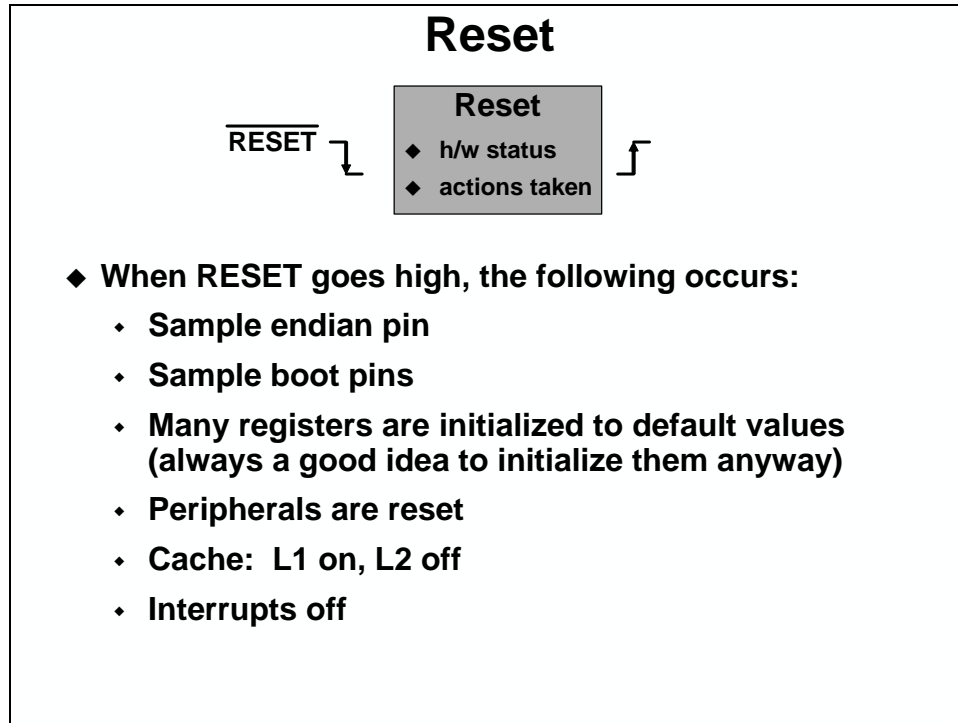 Reset
RESET
Reset
◆ h/w status
◆ actions taken
◆ When RESET goes high, the following occurs:
◆ Sample endian pin
◆ Sample boot pins
◆ Many registers are initialized to default values
(always a good idea to initialize them anyway)
◆ Peripherals are reset
◆ Cache: L1 on, L2 off
◆ Interrupts off